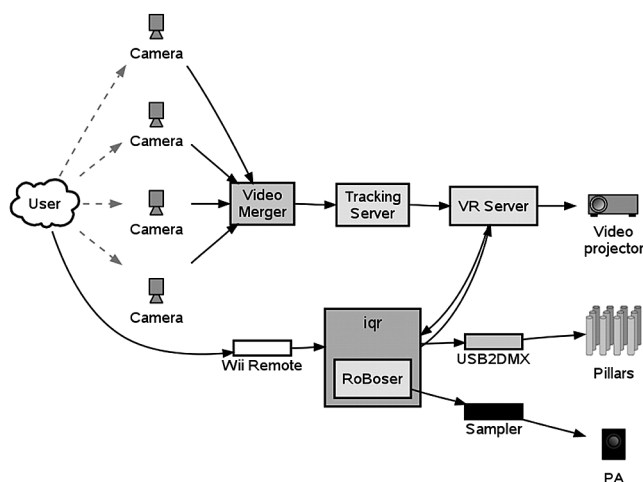 Camera
Camera
User
Video
Merger
Tracking
Server
VR Server
Camera
Video
projector
Camera
iqr
Wii Remote
RoBoser
USB2DMX
Pillars
Sampler
PA